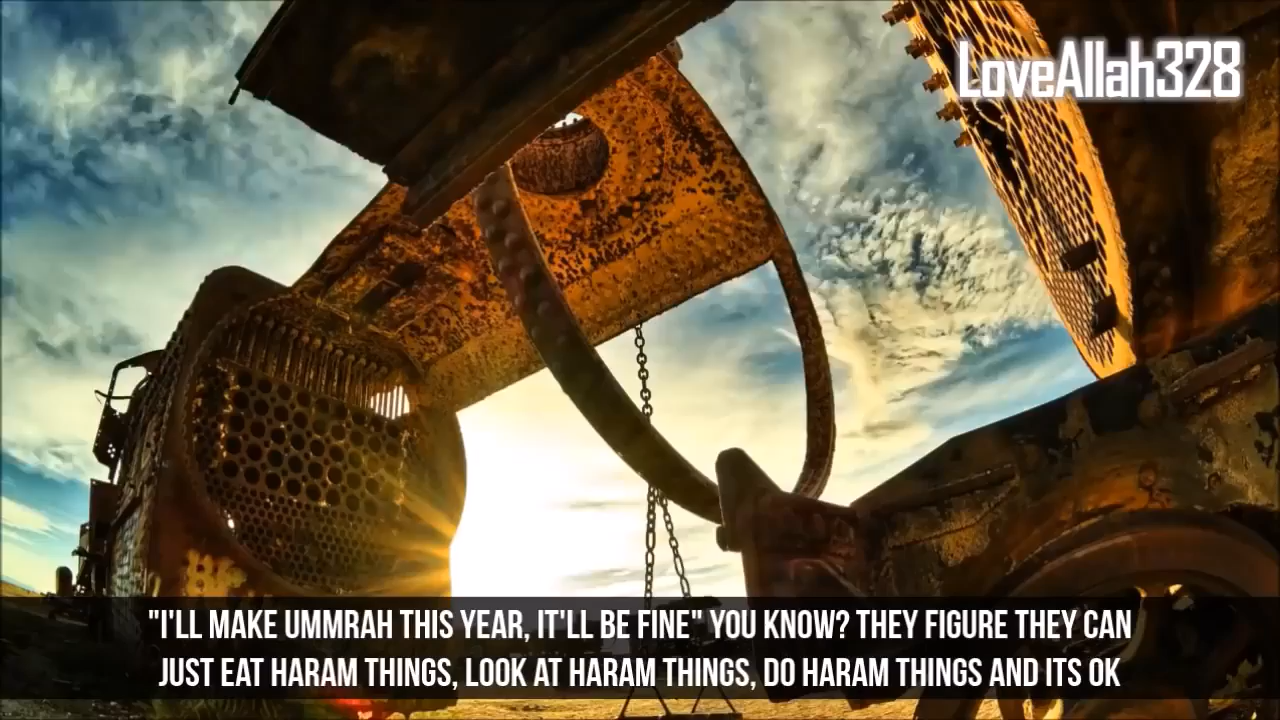 LoveAllah328
"I'LL MAKE UMMRAH THIS YEAR, IT'LL BE FINE" YOU KNOW? THEY FIGURE THEY CAN
JUST EAT HARAM THINGS, LOOK AT HARAM THINGS, DO HARAM THINGS AND ITS OK